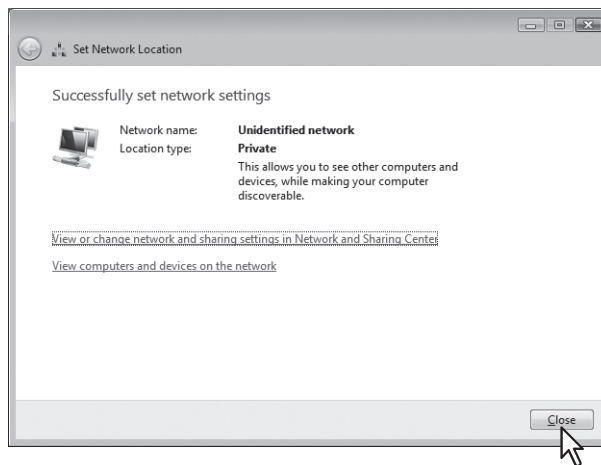 Set Network Location
Successfully set network settings
Network name: Unidentified network
Location type: Private
This allows you to see other computers and
devices, while making your computer
discoverable.
View or change network and sharing settings in Network and Sharing Center
View computers and devices on the network
Close